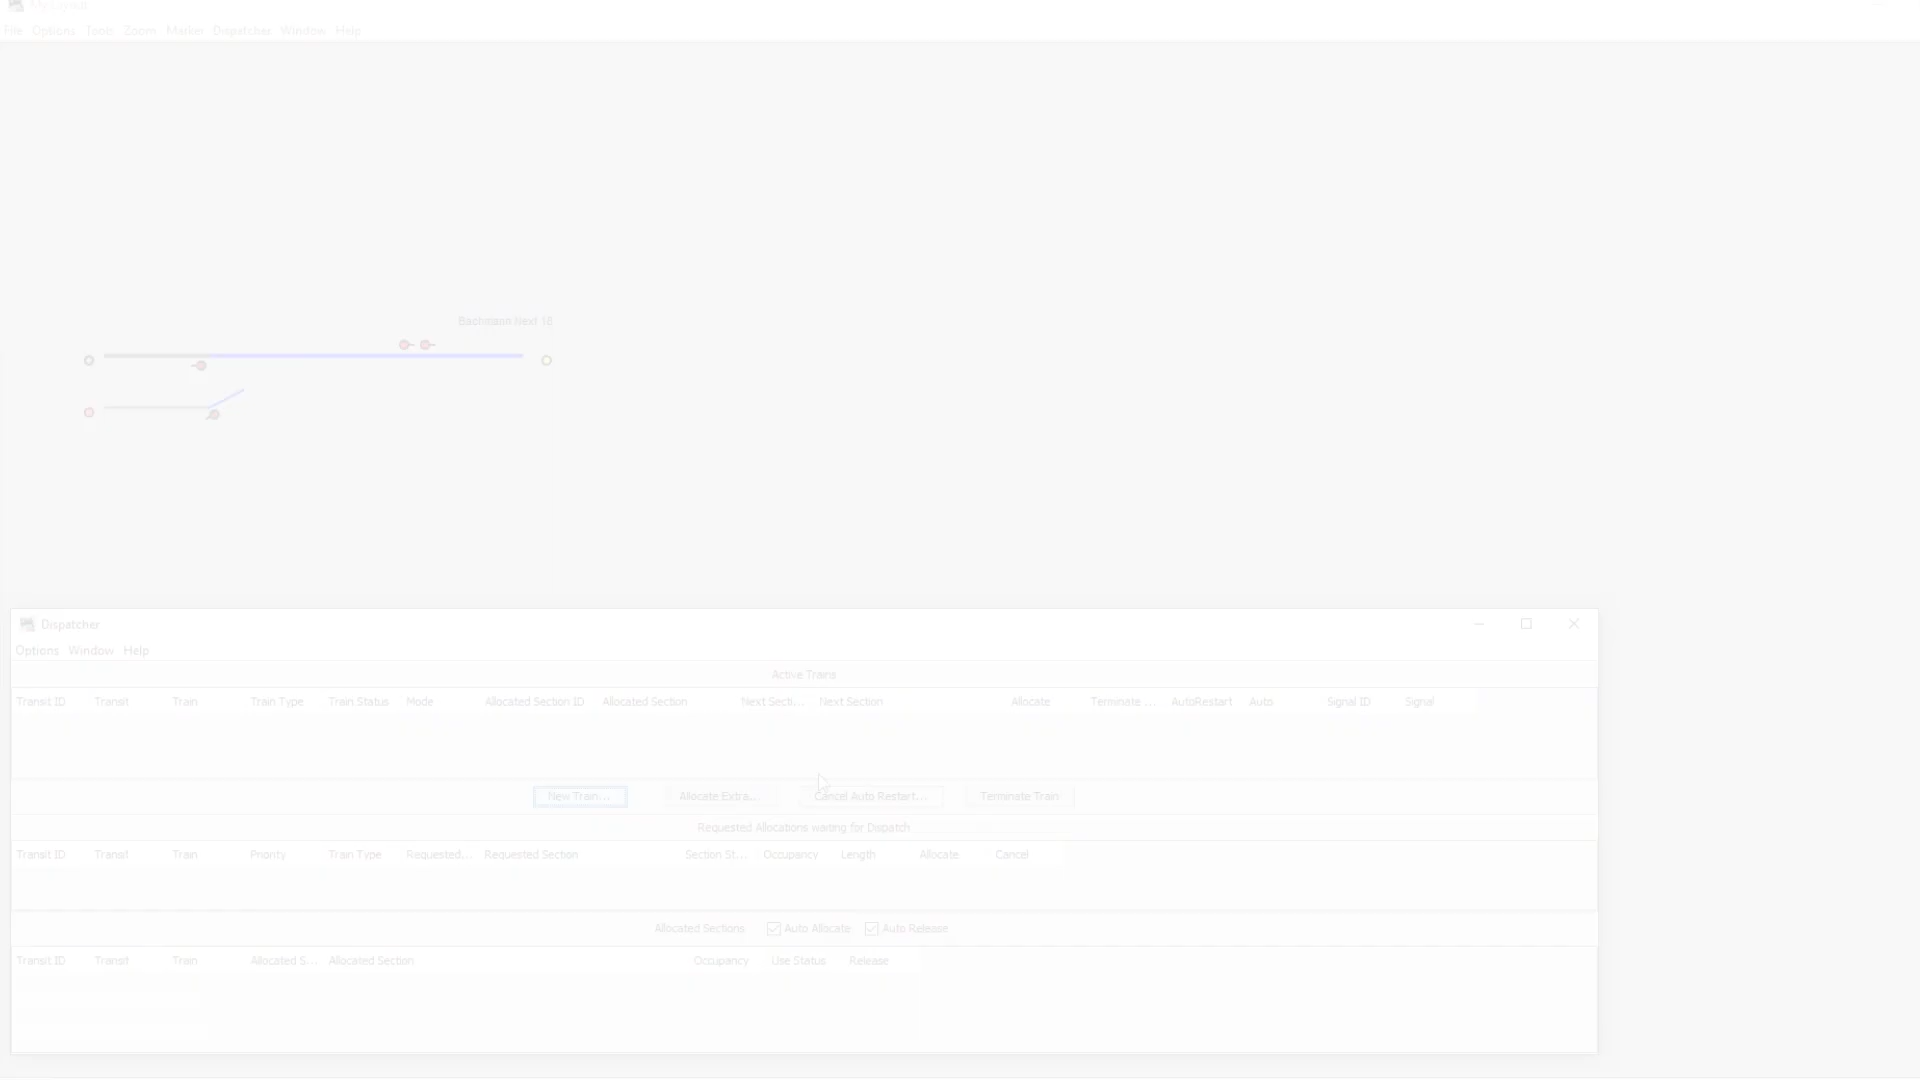 My Layout
File Options Tools Zoom Marker Dispatcher Window Help
Bachmann Next 18
Dispatcher
Options Window Help
Active Trains
Transit ID Transit Train Train Type Train Status Mode Allocated Section ID Allocated Section Next Secti... Next Section Allocate Terminate ... AutoRestart Auto Signal ID Signal
New Train... Allocate Extra... Cancel Auto Restart... Terminate Train
Requested Allocations waiting for Dispatch
Transit ID Transit Train Priority Train Type Requested... Requested Section Section St... Occupancy Length Allocate Cancel
Allocated Sections Auto Allocate Auto Release
Transit ID Transit Train Allocated S... Allocated Section Occupancy Use Status Release